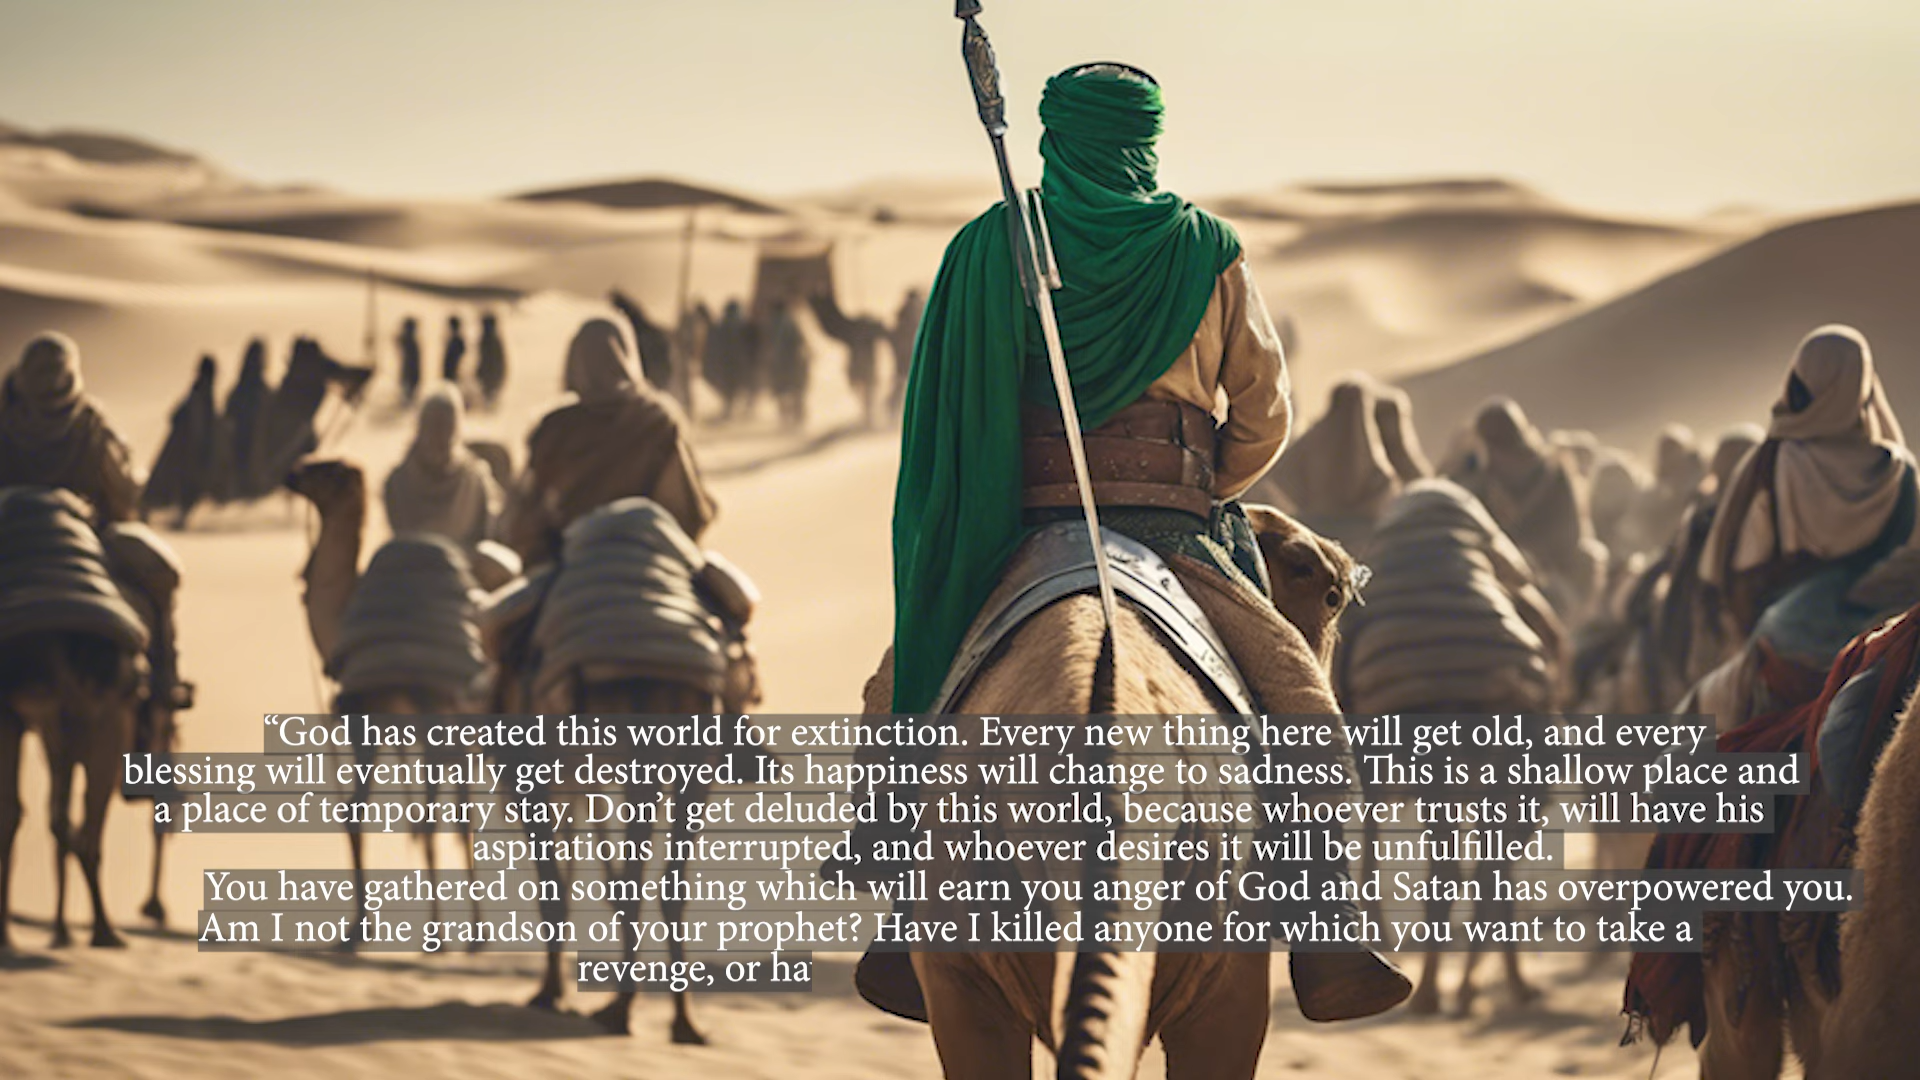 “God has created this world for extinction. Every new thing here will get old, and every
blessing will eventually get destroyed. Its happiness will change to sadness. This is a shallow place and
a place of temporary stay. Don’t get deluded by this world, because whoever trusts it, will have his
aspirations interrupted, and whoever desires it will be unfulfilled.
You have gathered on something which will earn you anger of God and Satan has overpowered you.
Am I not the grandson of your prophet? Have I killed anyone for which you want to take a
revenge, or ha